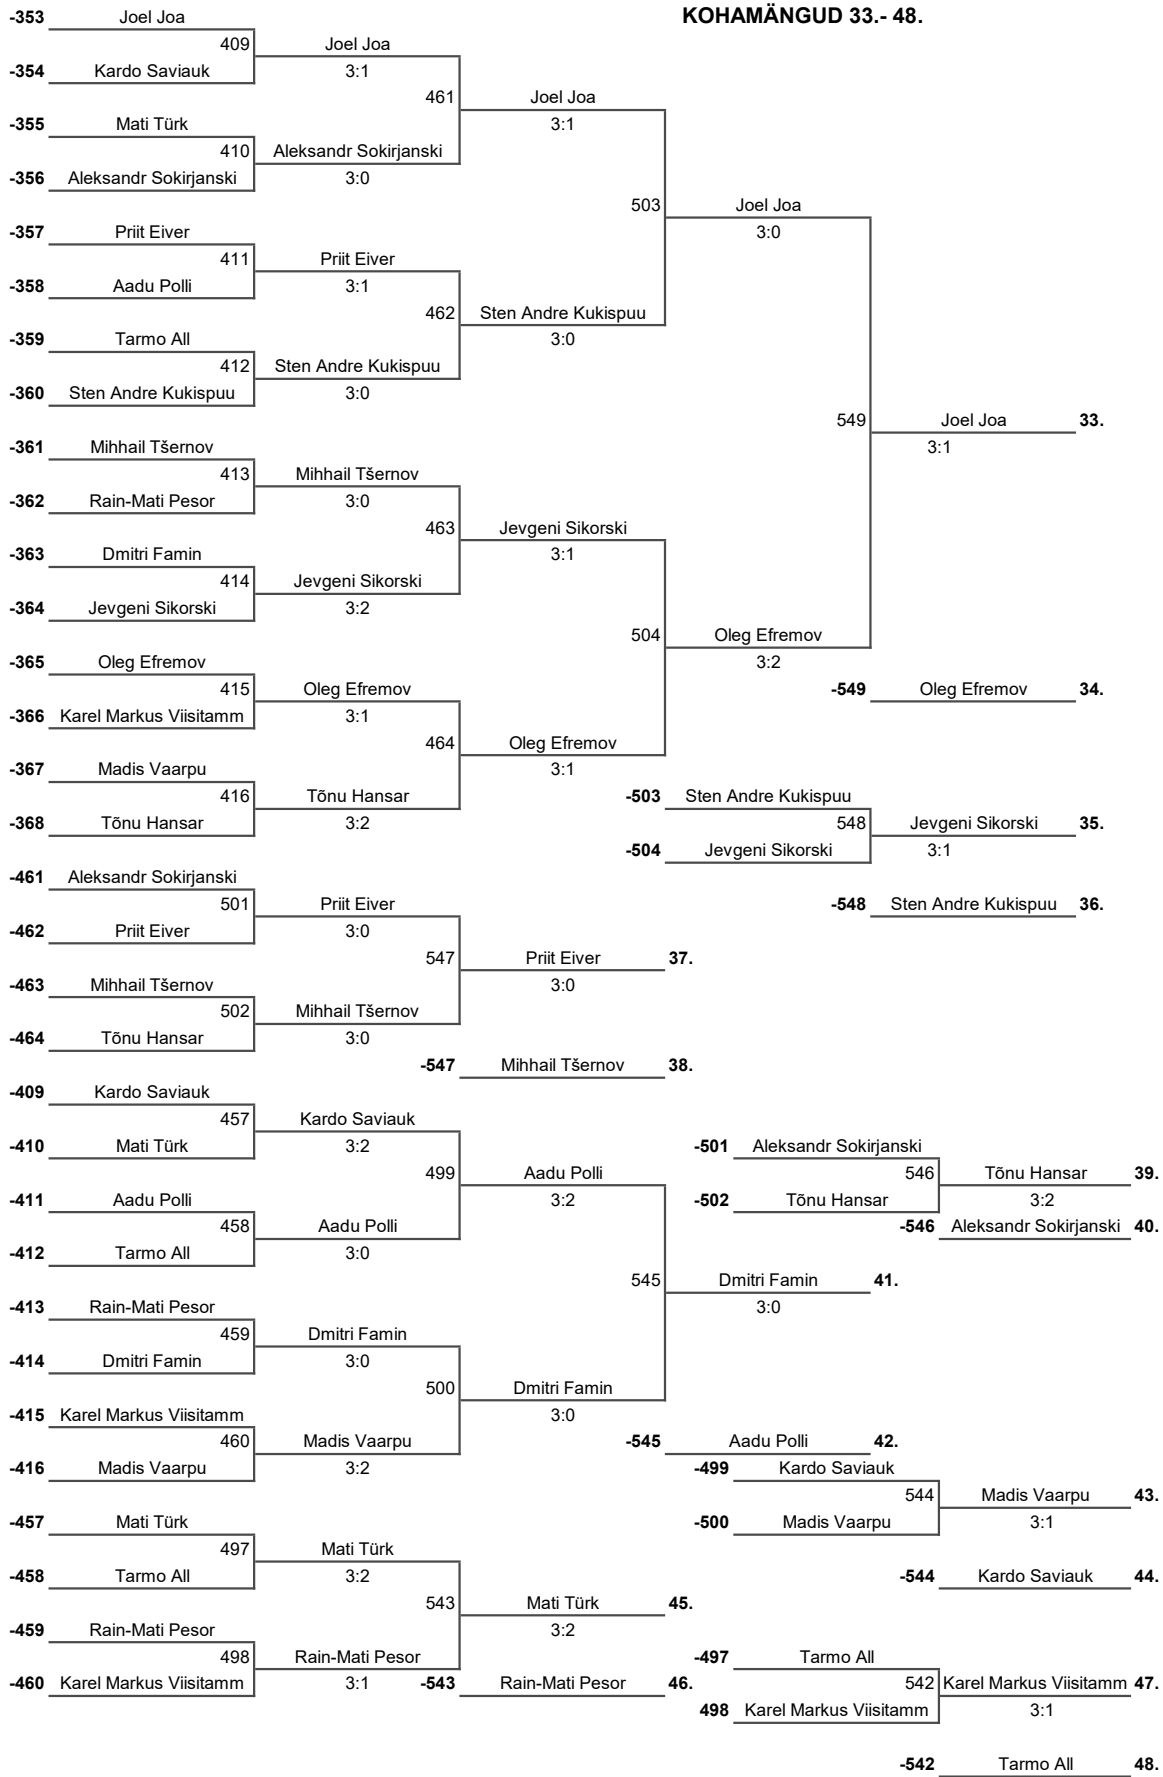 KOHAMÄNGUD 33.- 48.
-353 Joel Joa
409 Joel Joa
-354 Kardo Saviauk 3:1
461 Joel Joa
-355 Mati Türk 3:1
410 Aleksandr Sokirjanski
-356 Aleksandr Sokirjanski 3:0
503 Joel Joa
-357 Priit Eiver 3:0
411 Priit Eiver
-358 Aadu Polli 3:1
462 Sten Andre Kukispuu
-359 Tarmo All 3:0
412 Sten Andre Kukispuu
-360 Sten Andre Kukispuu 3:0
549 Joel Joa 33.
-361 Mihhail Tšernov 3:1
413 Mihhail Tšernov
-362 Rain-Mati Pesor 3:0
463 Jevgeni Sikorski
-363 Dmitri Famin 3:1
414 Jevgeni Sikorski
-364 Jevgeni Sikorski 3:2
504 Oleg Efremov
-365 Oleg Efremov 3:2
415 Oleg Efremov -549 Oleg Efremov 34.
-366 Karel Markus Viisitamm 3:1
464 Oleg Efremov
-367 Madis Vaarpu 3:1
416 Tõnu Hansar -503 Sten Andre Kukispuu
-368 Tõnu Hansar 3:2 548 Jevgeni Sikorski 35.
-504 Jevgeni Sikorski 3:1
-461 Aleksandr Sokirjanski
501 Priit Eiver -548 Sten Andre Kukispuu 36.
-462 Priit Eiver 3:0
547 Priit Eiver 37.
-463 Mihhail Tšernov 3:0
502 Mihhail Tšernov
-464 Tõnu Hansar 3:0
-547 Mihhail Tšernov 38.
-409 Kardo Saviauk
457 Kardo Saviauk
-410 Mati Türk 3:2 -501 Aleksandr Sokirjanski
499 Aadu Polli 546 Tõnu Hansar 39.
-411 Aadu Polli 3:2 -502 Tõnu Hansar 3:2
458 Aadu Polli -546 Aleksandr Sokirjanski 40.
-412 Tarmo All 3:0
545 Dmitri Famin 41.
-413 Rain-Mati Pesor 3:0
459 Dmitri Famin
-414 Dmitri Famin 3:0
500 Dmitri Famin
-415 Karel Markus Viisitamm 3:0
460 Madis Vaarpu -545 Aadu Polli 42.
-416 Madis Vaarpu 3:2 -499 Kardo Saviauk
544 Madis Vaarpu 43.
-457 Mati Türk -500 Madis Vaarpu 3:1
497 Mati Türk
-458 Tarmo All 3:2 -544 Kardo Saviauk 44.
543 Mati Türk 45.
-459 Rain-Mati Pesor 3:2
498 Rain-Mati Pesor -497 Tarmo All
-460 Karel Markus Viisitamm 3:1 -543 Rain-Mati Pesor 46. 542 Karel Markus Viisitamm 47.
498 Karel Markus Viisitamm 3:1
-542 Tarmo All 48.